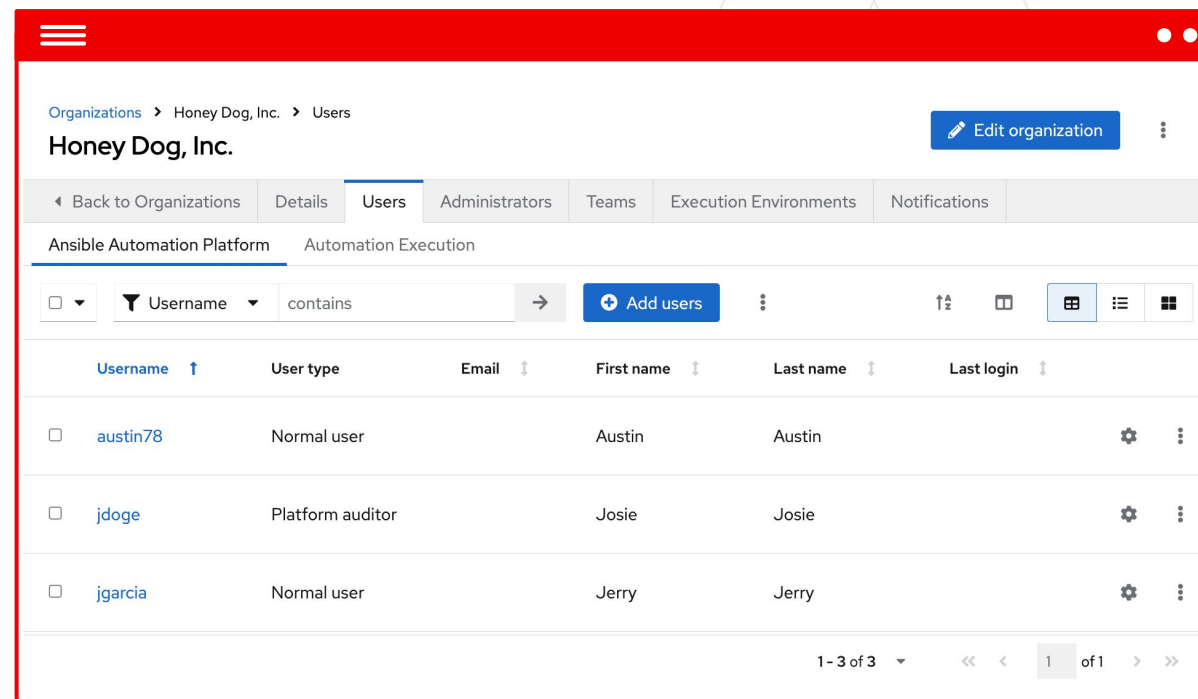 Organizations > Honey Dog, Inc. > Users
Honey Dog, Inc.
Edit organization
Back to Organizations Details Users Administrators Teams Execution Environments Notifications
Ansible Automation Platform Automation Execution
Username contains Add users
Username User type Email First name Last name Last login
austin78 Normal user Austin Austin
jdoge Platform auditor Josie Josie
jgarcia Normal user Jerry Jerry
1 - 3 of 3 1 of 1